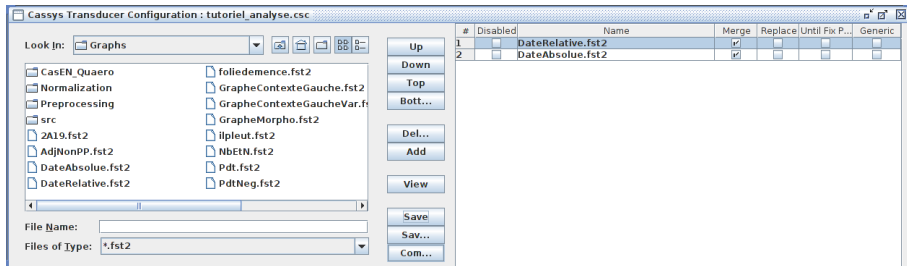 Cassys Transducer Configuration : tutoriel_analyse.csc
Look In: Graphs
CasEN_Quaero
Normalization
Preprocessing
src
2A19.fst2
AdjNonPP.fst2
DateAbsolue.fst2
DateRelative.fst2
foliedemence.fst2
GrapheContexteGauche.fst2
GrapheContexteGaucheVar.fs
GrapheMorpho.fst2
ilpleut.fst2
NbEtN.fst2
Pdt.fst2
PdtNeg.fst2
File Name:
Files of Type: *.fst2
Up
Down
Top
Bott...
Del...
Add
View
Save
Sav...
Com...
# Disabled Name Merge Replace Until Fix P... Generic
1 DateRelative.fst2
2 DateAbsolue.fst2